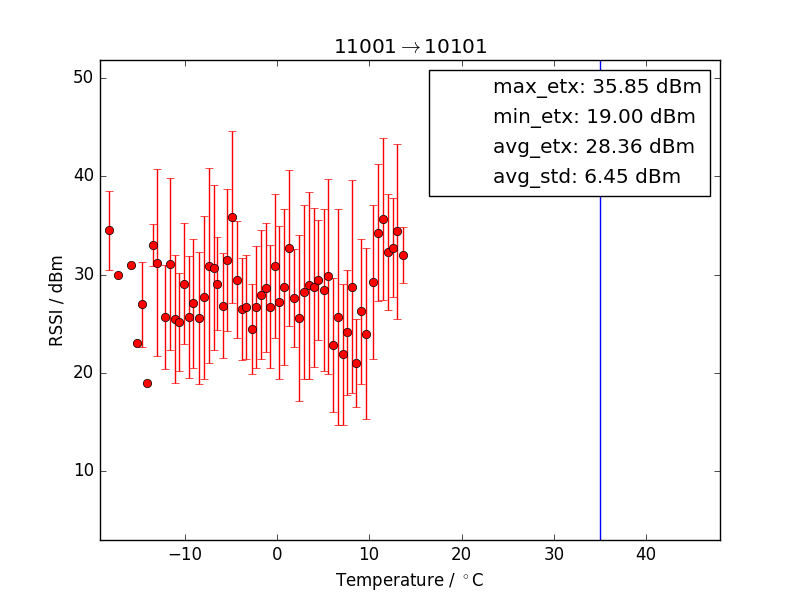 11001→10101
max_etx: 35.85 dBm
min_etx: 19.00 dBm
avg_etx: 28.36 dBm
avg_std: 6.45 dBm
RSSI / dBm
50
40
30
20
10
−10 0 10 20 30 40
Temperature / °C